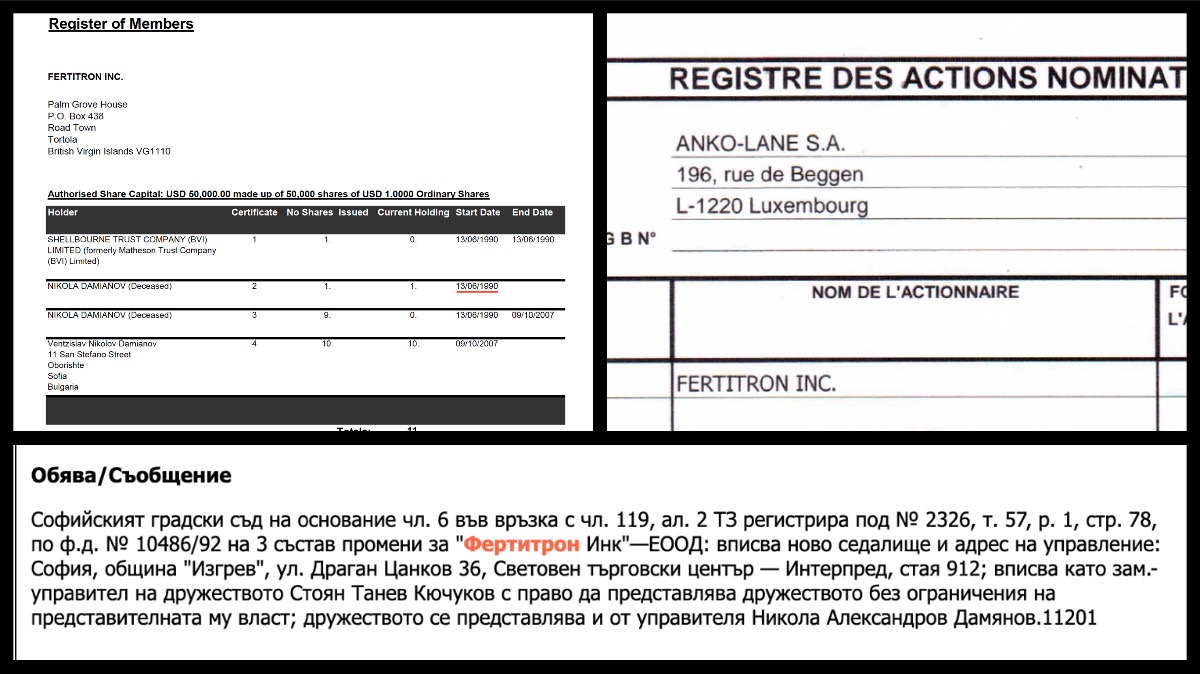 Register of Members
FERTITRON INC.
Palm Grove House
P.O. Box 438
Road Town
Tortola
British Virgin Islands VG1110
Authorised Share Capital: USD 50,000.00 made up of 50,000 shares of USD 1.0000 Ordinary Shares
Holder Certificate No Shares Issued Current Holding Start Date End Date
SHELLBOURNE TRUST COMPANY (BVI) 1 1. 0. 13/06/1990 13/06/1990
LIMITED (formerly Matheson Trust Company
(BVI) Limited)
NIKOLA DAMIANOV (Deceased) 2 1. 1. 13/06/1990
NIKOLA DAMIANOV (Deceased) 3 9. 0. 13/06/1990 09/10/2007
Ventzislav Nikolov Damianov 4 10. 10. 09/10/2007
11 San Stefano Street
Oborishte
Sofia
Bulgaria
REGISTRE DES ACTIONS NOMINAT
ANKO-LANE S.A.
196, rue de Beggen
L-1220 Luxembourg
G B N°
NOM DE L'ACTIONNAIRE
FERTITRON INC.
Обява/Съобщение
Софийският градски съд на основание чл. 6 във връзка с чл. 119, ал. 2 ТЗ регистрира под № 2326, т. 57, р. 1, стр. 78,
по ф.д. № 10486/92 на 3 състав промени за "Фертитрон Инк"—ЕООД: вписва ново седалище и адрес на управление:
София, община "Изгрев", ул. Драган Цанков 36, Световен търговски център — Интерпред, стая 912; вписва като зам.-
управител на дружеството Стоян Танев Кючуков с право да представлява дружеството без ограничения на
представителната му власт; дружеството се представлява и от управителя Никола Александров Дамянов.11201